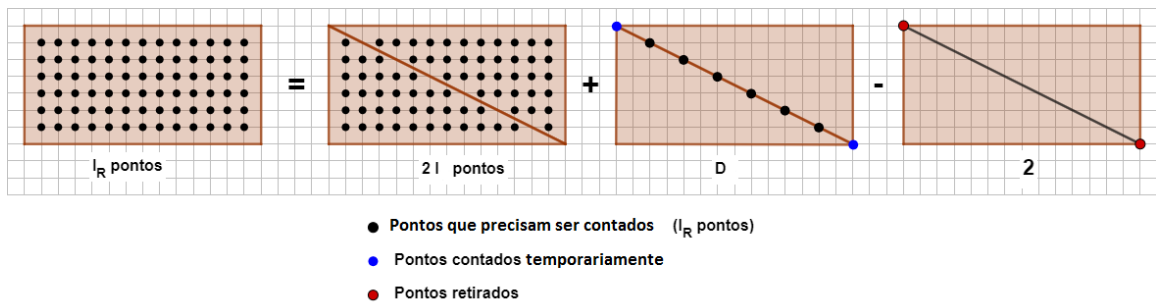 = + -
I_R pontos 2 I pontos D 2
Pontos que precisam ser contados (I_R pontos)
Pontos contados temporariamente
Pontos retirados